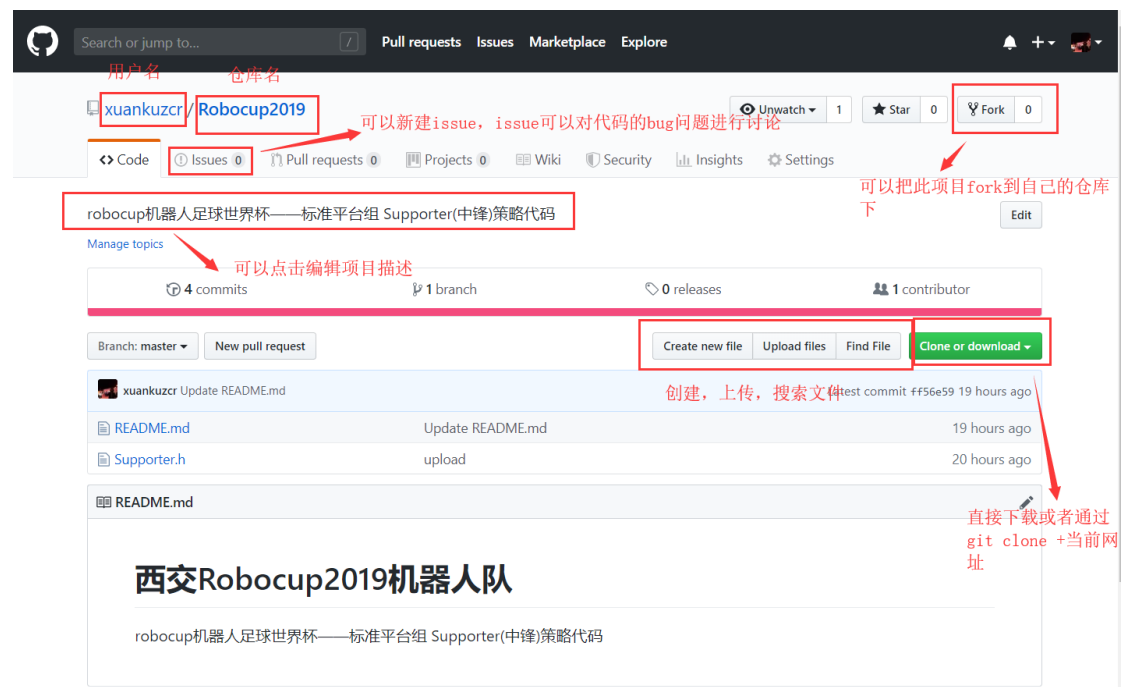 Search or jump to... / Pull requests Issues Marketplace Explore
用户名 仓库名
xuankuzcr / Robocup2019 Unwatch 1 Star 0 Fork 0
可以新建issue，issue可以对代码的bug问题进行讨论
Code Issues 0 Pull requests 0 Projects 0 Wiki Security Insights Settings
可以把此项目fork到自己的仓库
下
robocup机器人足球世界杯——标准平台组 Supporter(中锋)策略代码 Edit
Manage topics
可以点击编辑项目描述
4 commits 1 branch 0 releases 1 contributor
Branch: master New pull request Create new file Upload files Find File Clone or download
xuankuzcr Update README.md 创建，上传，搜索文件 latest commit ff56e59 19 hours ago
README.md Update README.md 19 hours ago
Supporter.h upload 20 hours ago
README.md
直接下载或者通过
git clone +当前网
址
西交Robocup2019机器人队
robocup机器人足球世界杯——标准平台组 Supporter(中锋)策略代码